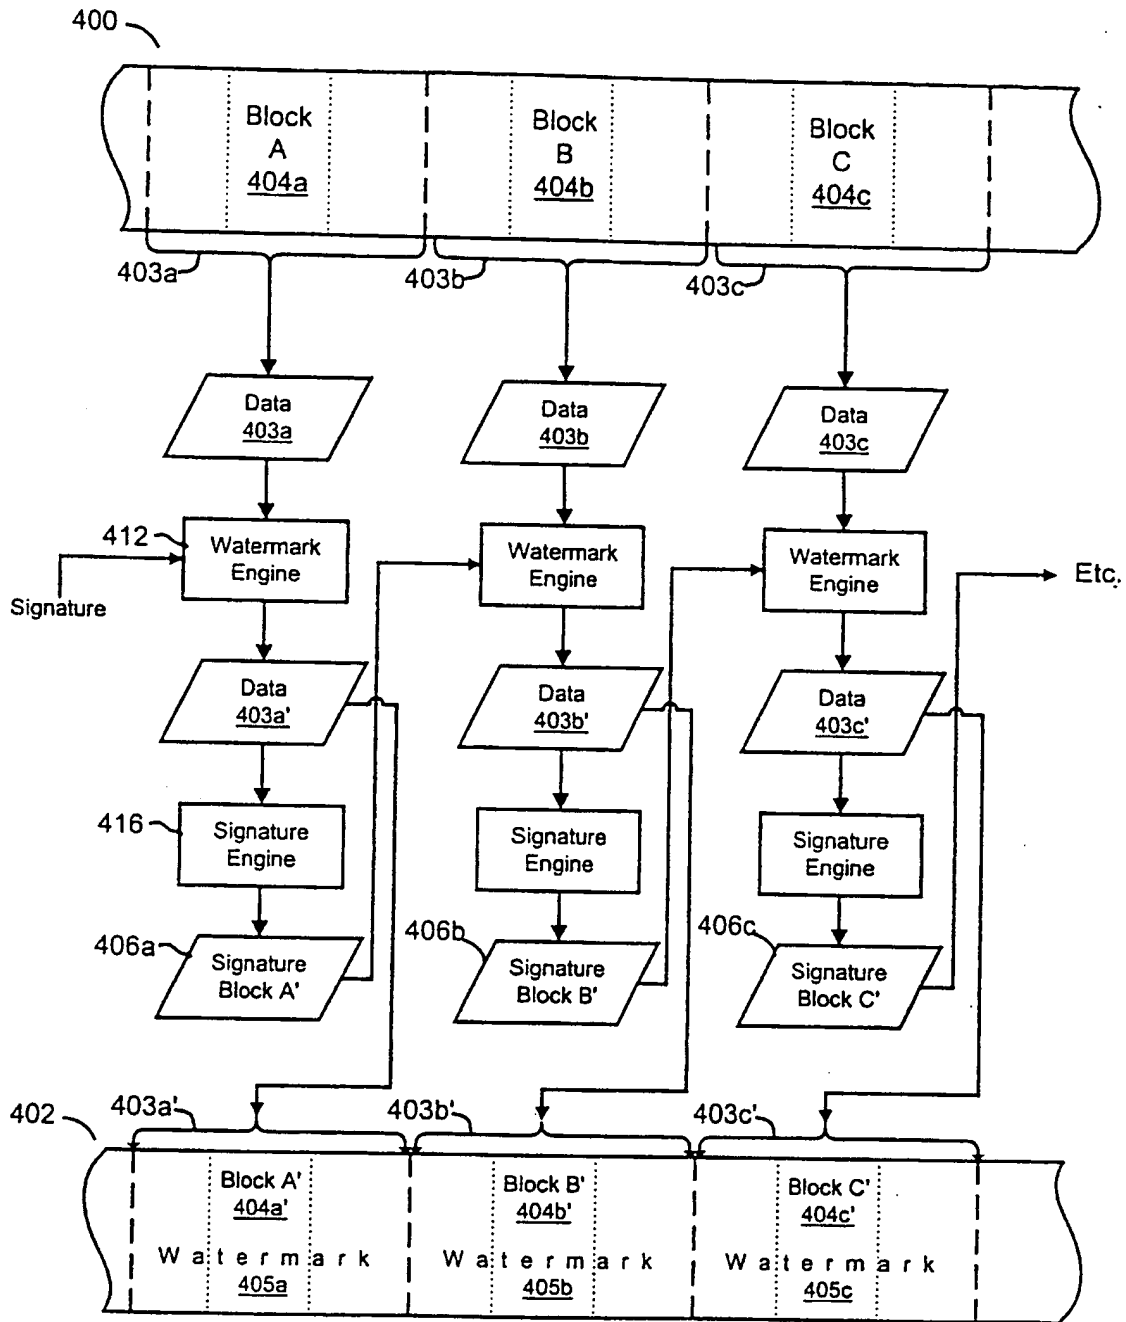 400
Block
A
404a
Block
B
404b
Block
C
404c
403a
403b
403c
Data
403a
Data
403b
Data
403c
412
Watermark
Engine
Watermark
Engine
Watermark
Engine
Signature
Etc.
Data
403a'
Data
403b'
Data
403c'
416
Signature
Engine
Signature
Engine
Signature
Engine
406a
Signature
Block A'
406b
Signature
Block B'
406c
Signature
Block C'
402
403a'
403b'
403c'
Block A'
404a'
Block B'
404b'
Block C'
404c'
Watermark
405a
Watermark
405b
Watermark
405c